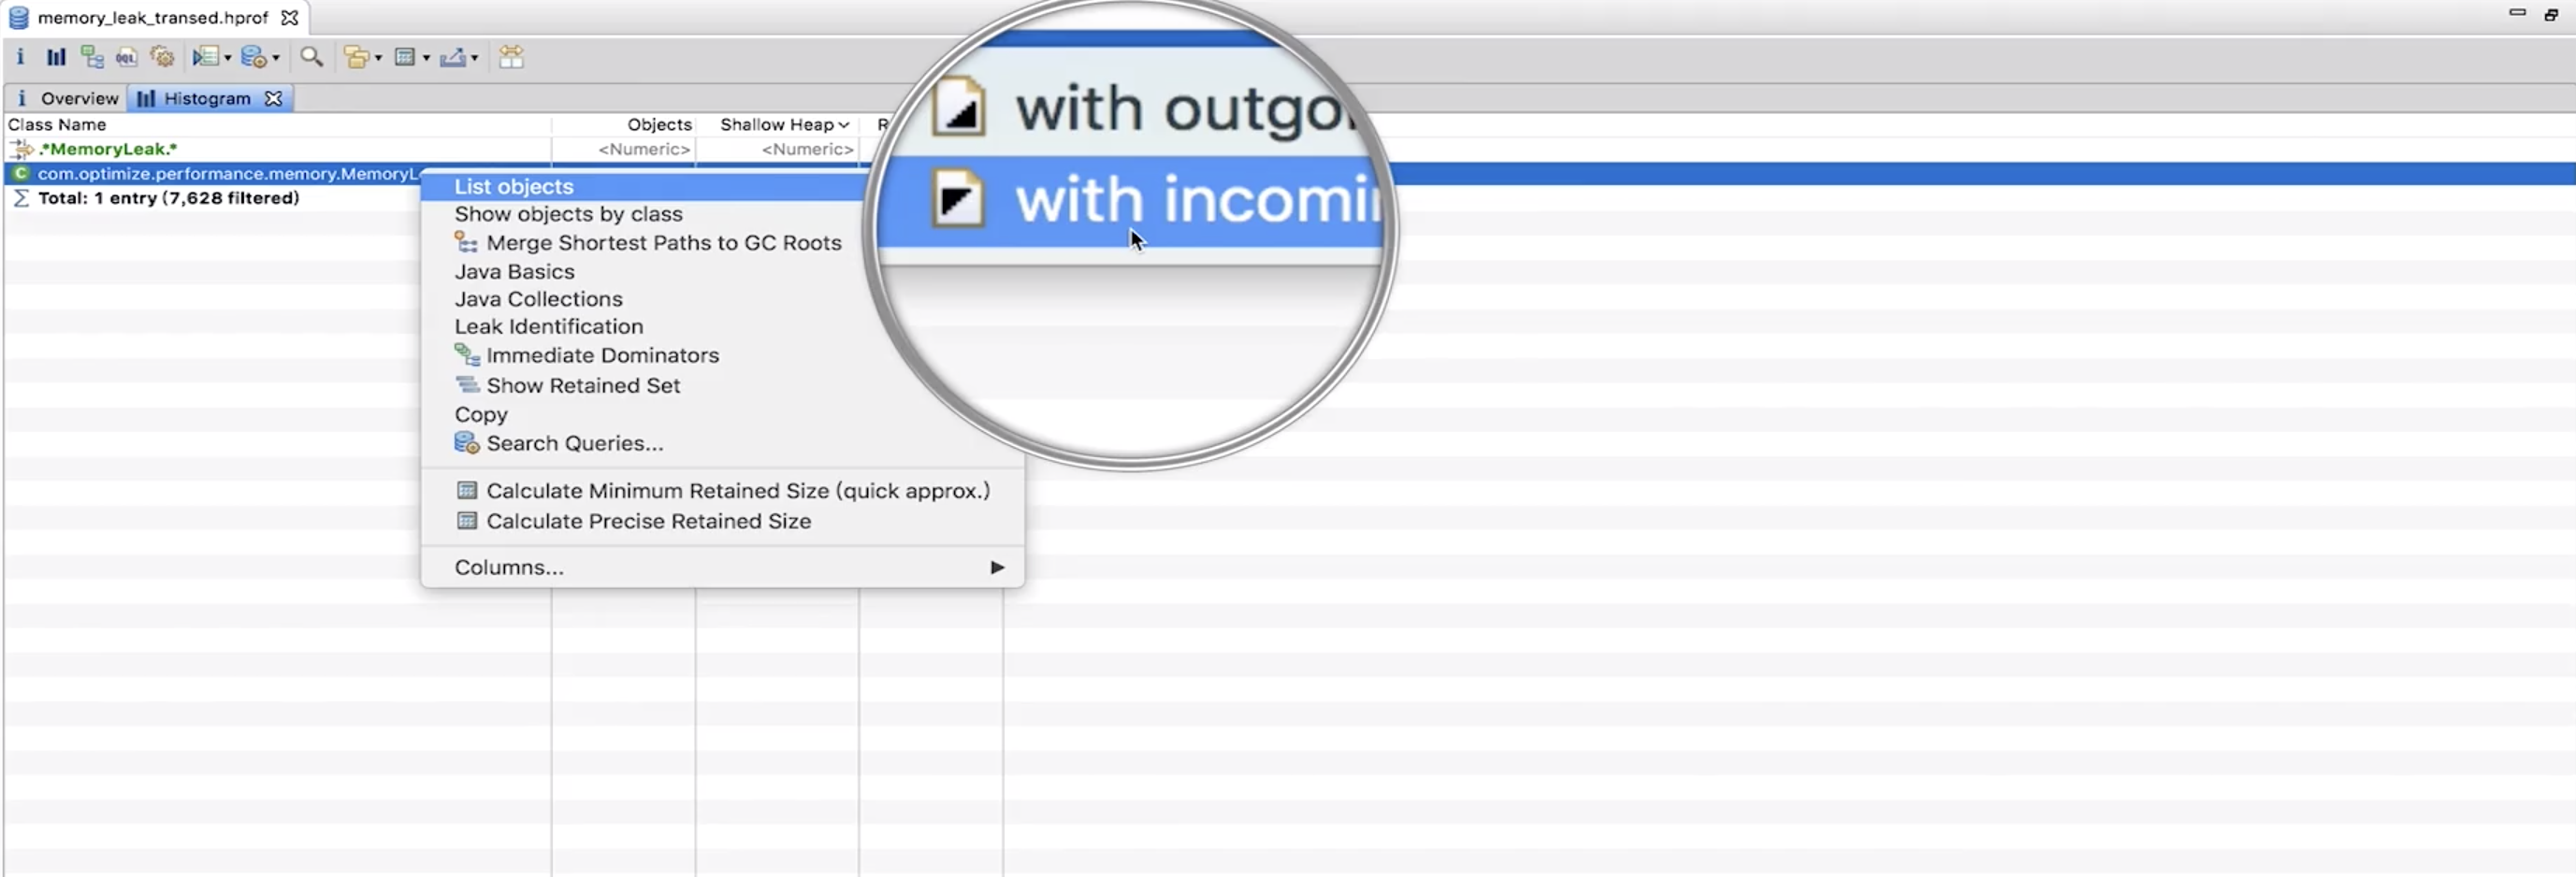 memory_leak_transed.hprof
Overview
Histogram
Class Name
Objects
Shallow Heap
.*MemoryLeak.*
<Numeric>
<Numeric>
com.optimize.performance.memory.MemoryL
Total: 1 entry (7,628 filtered)
List objects
Show objects by class
Merge Shortest Paths to GC Roots
Java Basics
Java Collections
Leak Identification
Immediate Dominators
Show Retained Set
Copy
Search Queries...
Calculate Minimum Retained Size (quick approx.)
Calculate Precise Retained Size
Columns...
with outgo
with incomi